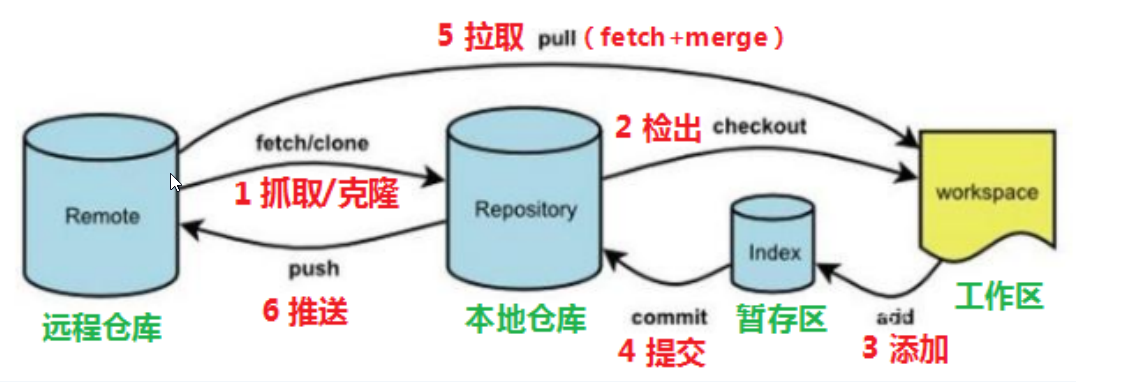 5 拉取 pull（fetch+merge）
fetch/clone
1 抓取/克隆
2 检出 checkout
Remote
Repository
workspace
Index
push
6 推送
远程仓库
本地仓库
commit
4 提交
暂存区
add
3 添加
工作区